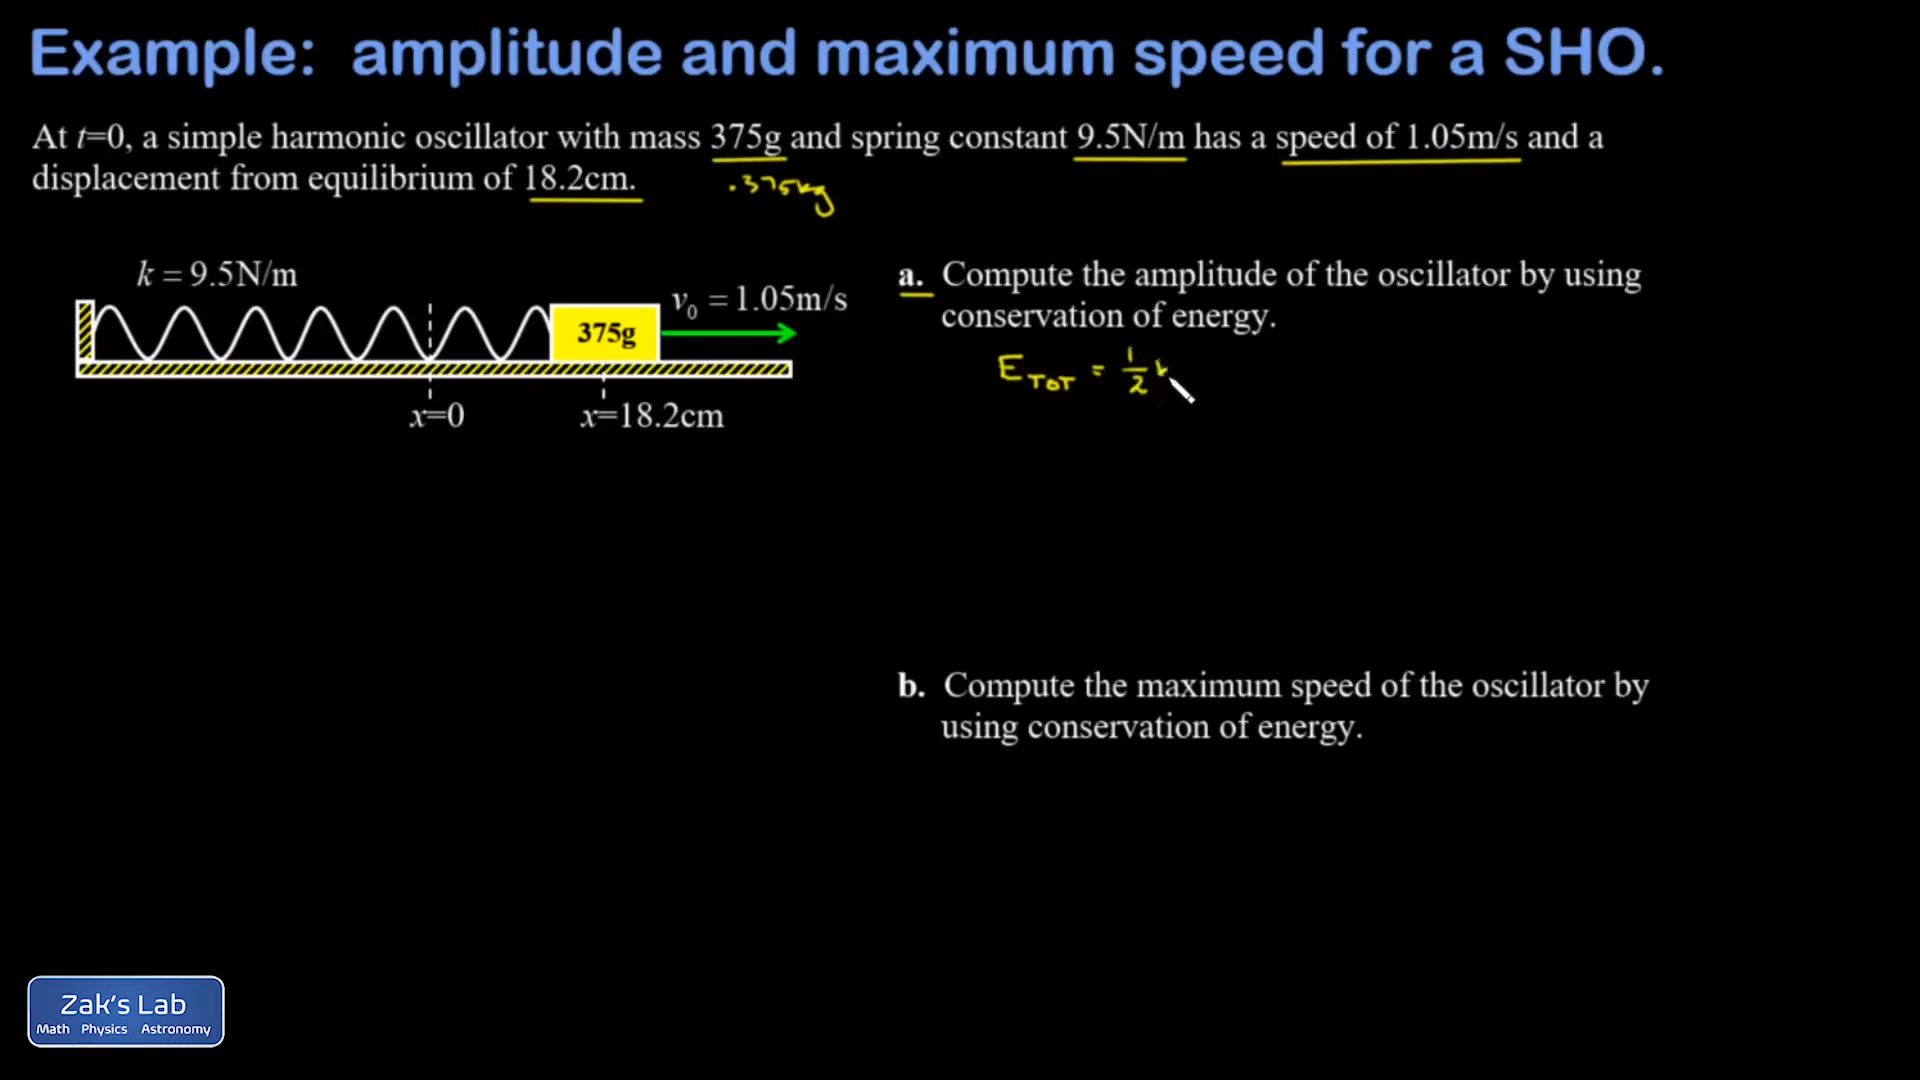 Example: amplitude and maximum speed for a SHO.
At t=0, a simple harmonic oscillator with mass 375g and spring constant 9.5N/m has a speed of 1.05m/s and a
displacement from equilibrium of 18.2cm.
.375kg
k = 9.5N/m
v₀ = 1.05m/s
375g
x=0
x=18.2cm
a. Compute the amplitude of the oscillator by using
conservation of energy.
E_TOT = 1/2
b. Compute the maximum speed of the oscillator by
using conservation of energy.
Zak's Lab
Math Physics Astronomy